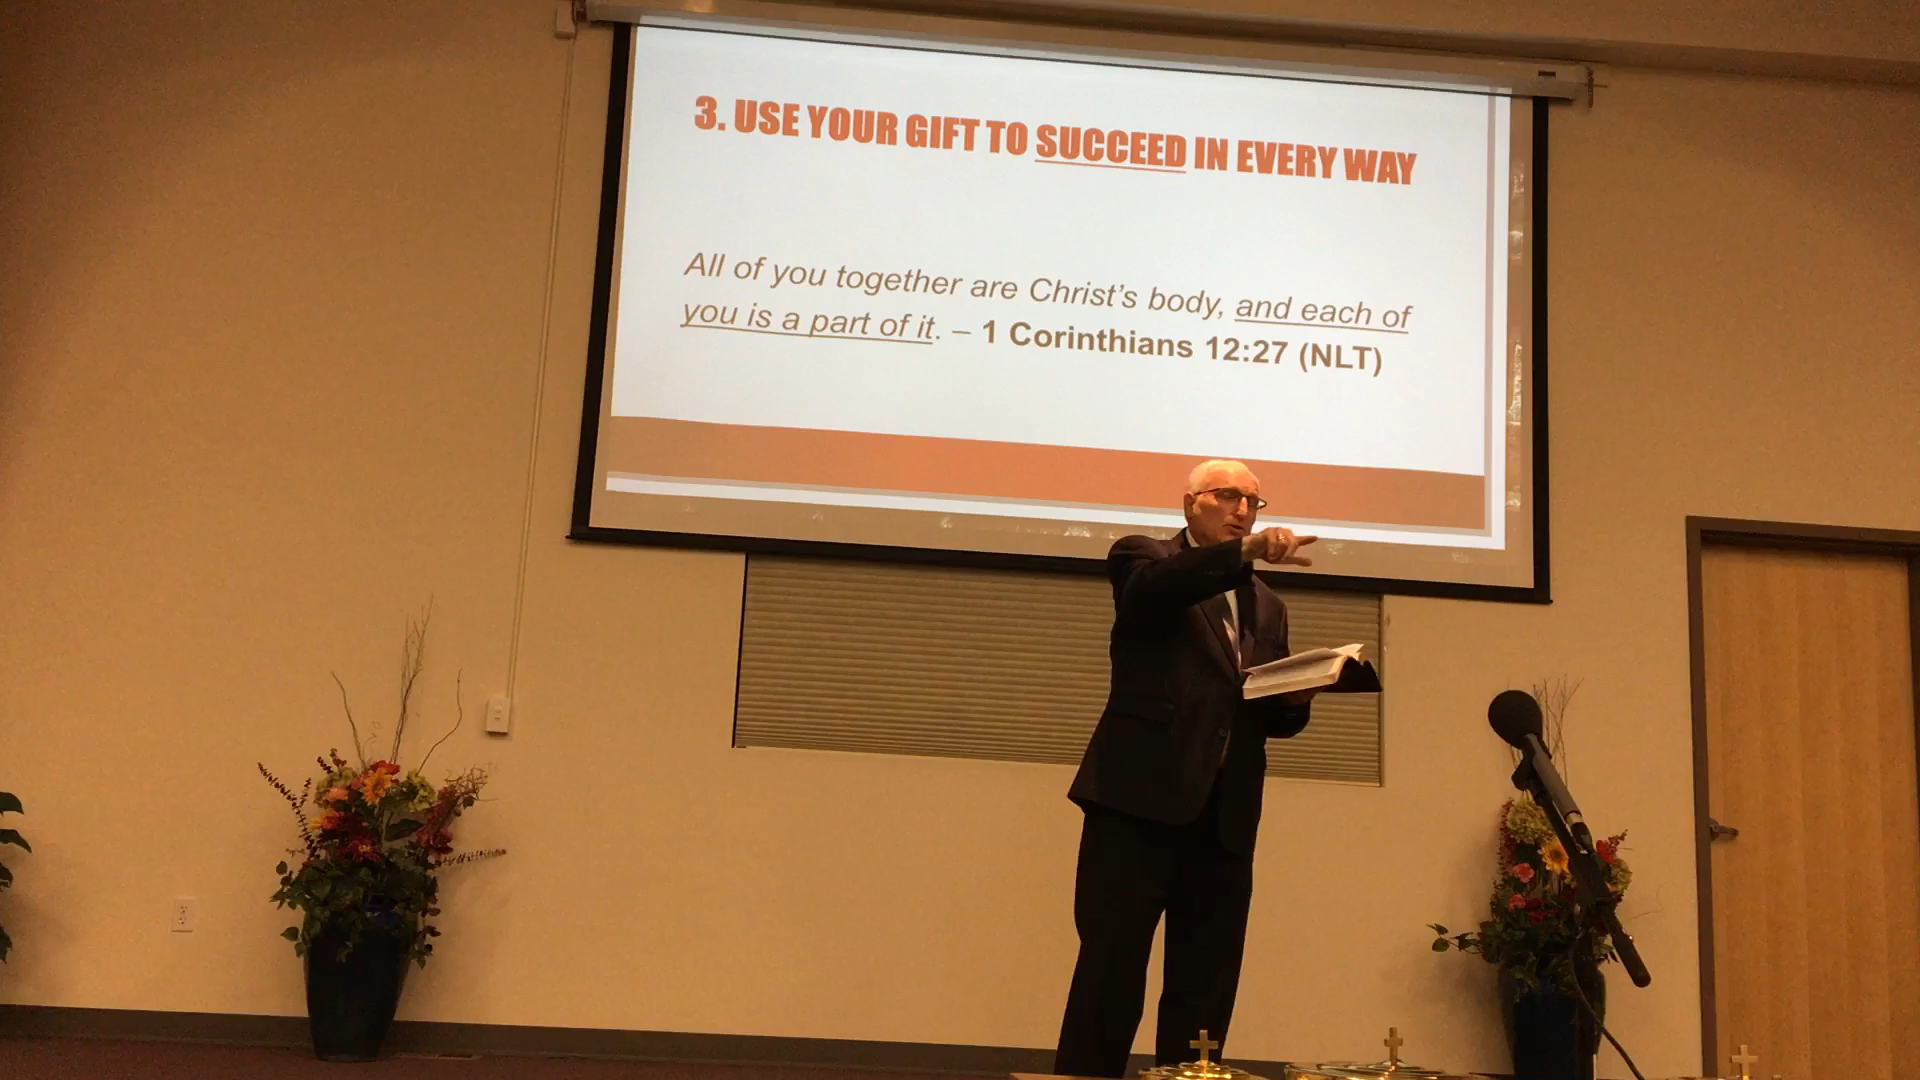 3. USE YOUR GIFT TO SUCCEED IN EVERY WAY
All of you together are Christ's body, and each of
you is a part of it. – 1 Corinthians 12:27 (NLT)